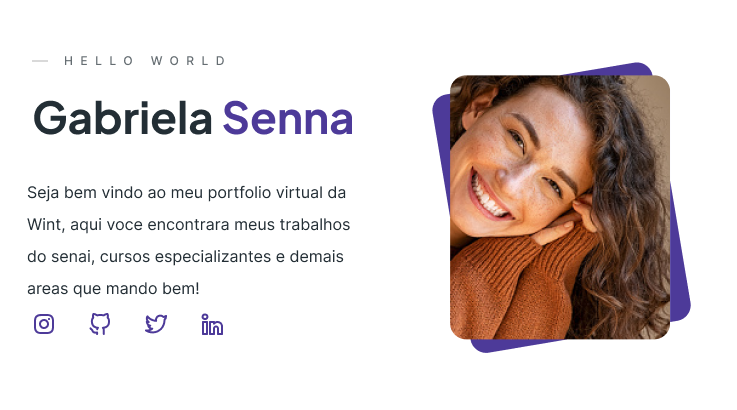 HELLO WORLD
Gabriela Senna
Seja bem vindo ao meu portfolio virtual da
Wint, aqui voce encontrara meus trabalhos
do senai, cursos especializantes e demais
areas que mando bem!
in